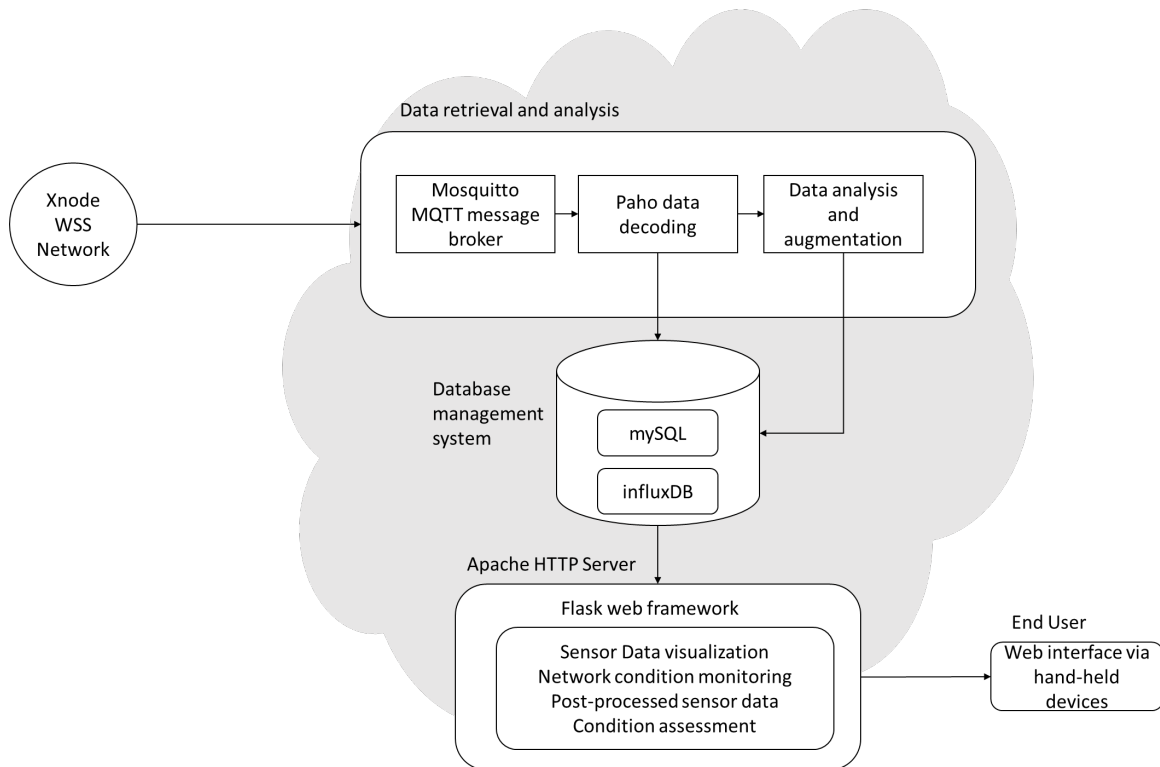 Data retrieval and analysis
Xnode
WSS
Network
Mosquitto
MQTT message
broker
Paho data
decoding
Data analysis
and
augmentation
Database
management
system
mySQL
influxDB
Apache HTTP Server
Flask web framework
Sensor Data visualization
Network condition monitoring
Post-processed sensor data
Condition assessment
End User
Web interface via
hand-held
devices